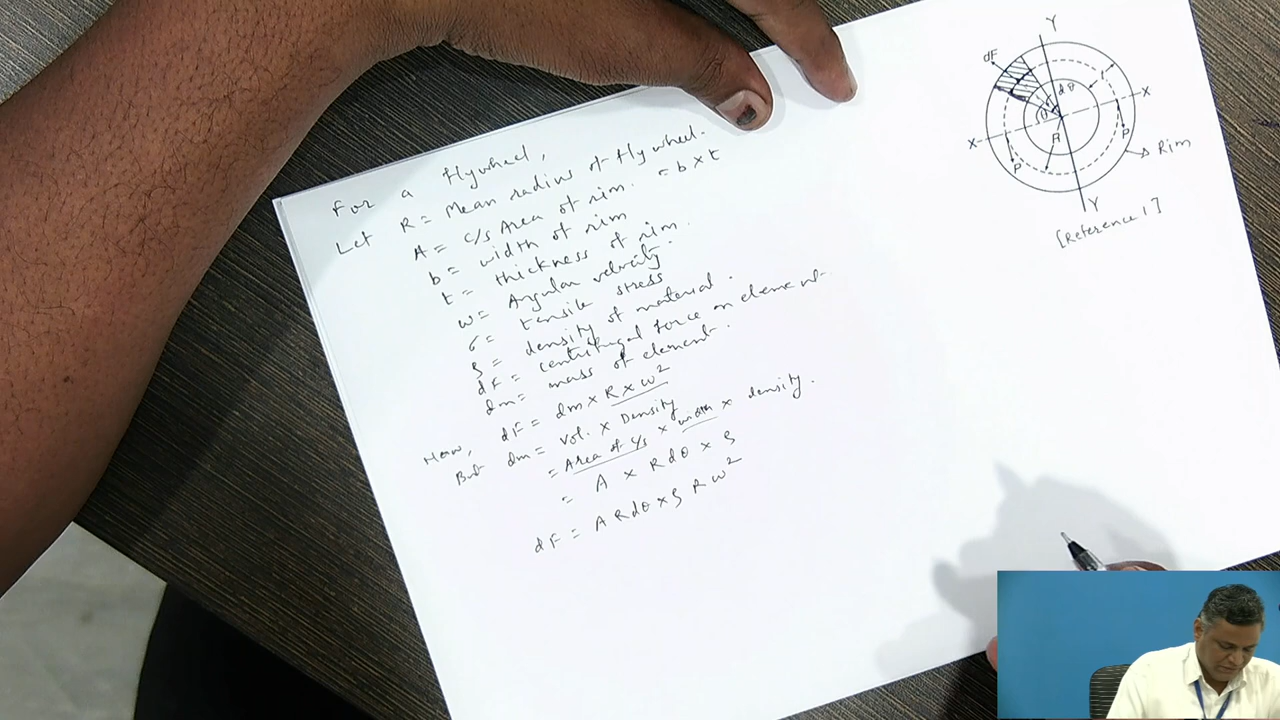 For a flywheel,
Let R = Mean radius of flywheel.
A = c/s Area of rim. = b × t
b = width of rim
t = thickness of rim.
ω = Angular velocity.
σ = tensile stress
ρ = density of material.
dF = centrifugal force on element.
dm = mass of element.
Here, dF = dm × R × ω²
But dm = vol. × Density
= Area of c/s × width × density.
= A × R dθ × ρ
dF = A R dθ × ρ R ω²
Y
dF
dθ
θ
t
X
X
R
P
P
Rim
Y
[Reference 1]